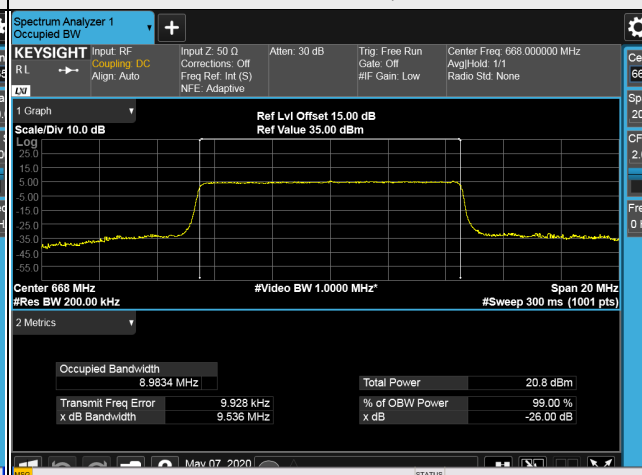 Spectrum Analyzer 1
Occupied BW
KEYSIGHT
R L
LXI
Input: RF
Coupling: DC
Align: Auto
Input Z: 50 Ω
Corrections: Off
Freq Ref: Int (S)
NFE: Adaptive
Atten: 30 dB
Trig: Free Run
Gate: Off
#IF Gain: Low
Center Freq: 668.000000 MHz
Avg|Hold: 1/1
Radio Std: None
1 Graph
Scale/Div 10.0 dB
Ref Lvl Offset 15.00 dB
Ref Value 35.00 dBm
Log
25.0
15.0
5.00
-5.00
-15.0
-25.0
-35.0
-45.0
-55.0
Center 668 MHz
#Res BW 200.00 kHz
#Video BW 1.0000 MHz*
Span 20 MHz
#Sweep 300 ms (1001 pts)
2 Metrics
Occupied Bandwidth
8.9834 MHz
Total Power 20.8 dBm
Transmit Freq Error 9.928 kHz
% of OBW Power 99.00 %
x dB Bandwidth 9.536 MHz
x dB -26.00 dB
May 07, 2020
MSG
STATUS